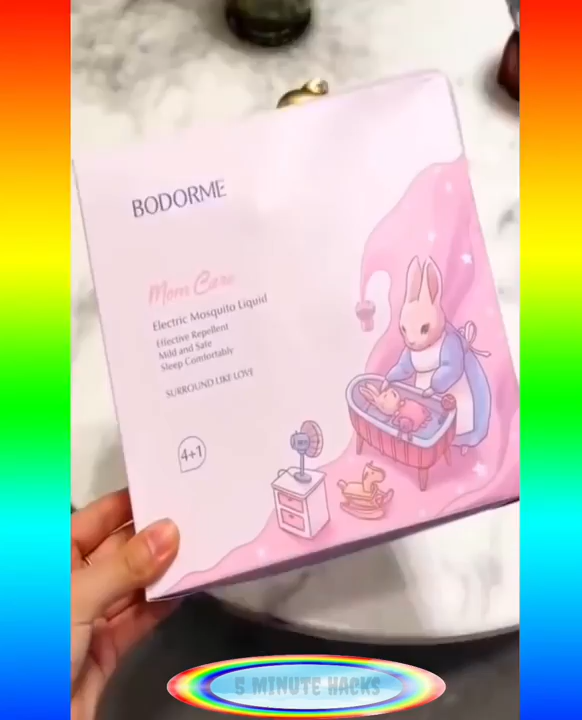 BODORME
Mom Care
Electric Mosquito Liquid
Effective Repellent
Mild and Safe
Sleep Comfortably
SURROUND LIKE LOVE
4+1
5 MINUTE HACKS